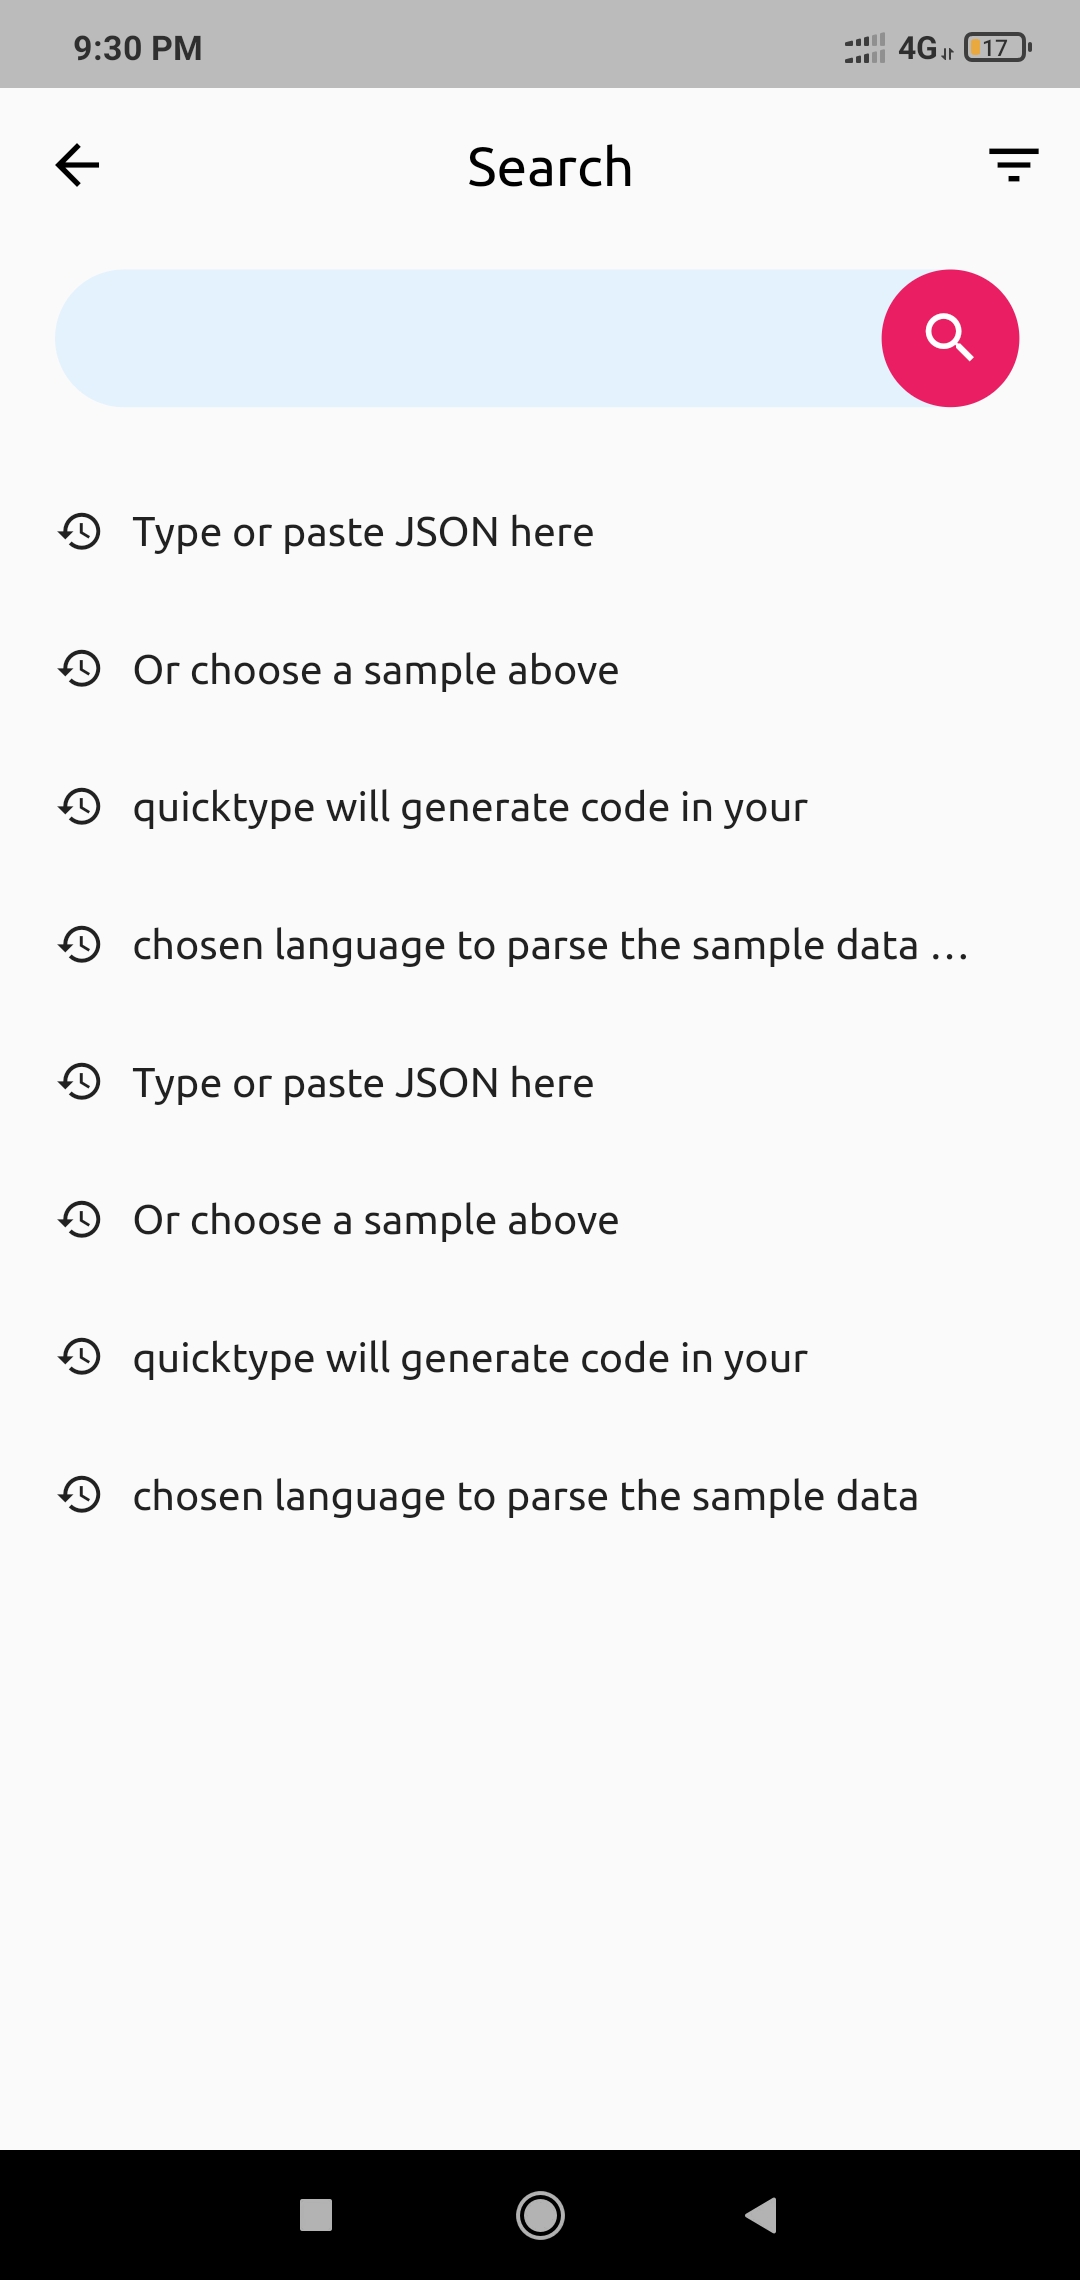 9:30 PM
4G 17
Search
Type or paste JSON here
Or choose a sample above
quicktype will generate code in your
chosen language to parse the sample data ...
Type or paste JSON here
Or choose a sample above
quicktype will generate code in your
chosen language to parse the sample data